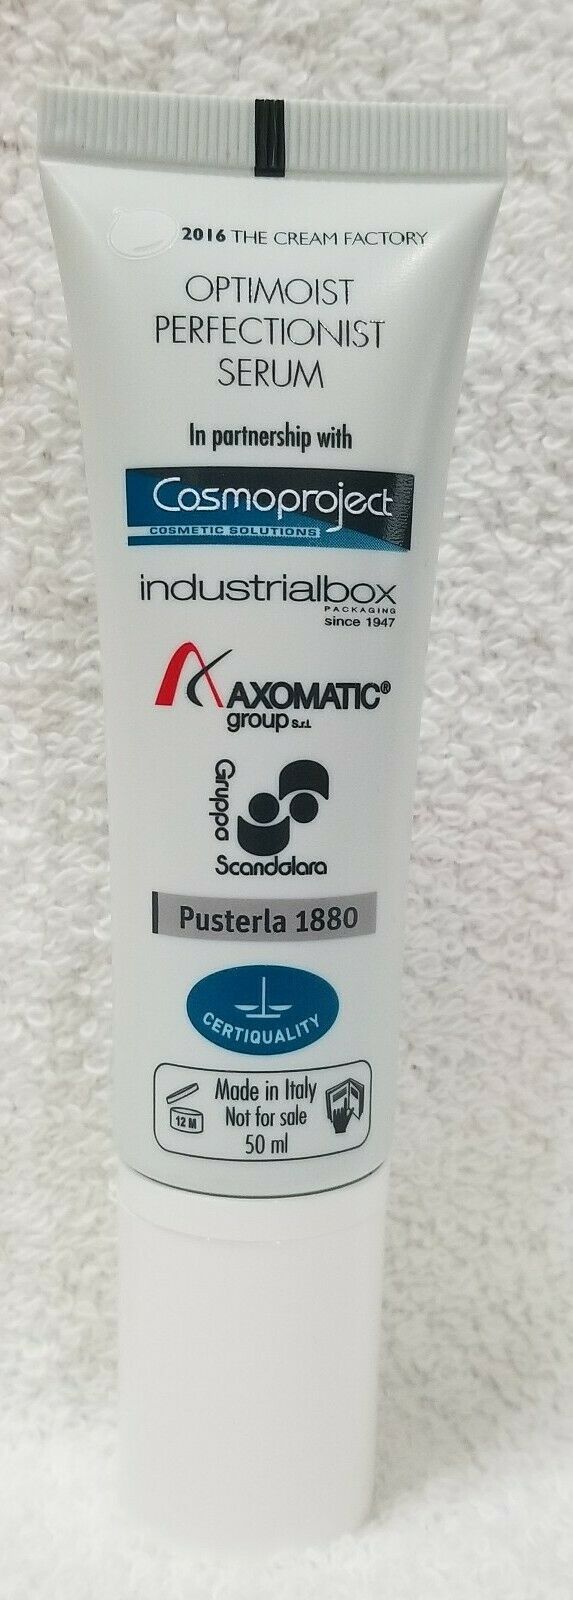 2016 THE CREAM FACTORY
OPTIMOIST
PERFECTIONIST
SERUM
In partnership with
Cosmoproject
COSMETIC SOLUTIONS
industrialbox
PACKAGING
since 1947
AXOMATIC®
group s.r.l.
Gruppo
Scandolara
Pusterla 1880
CERTIQUALITY
12 M
Made in Italy
Not for sale
50 ml